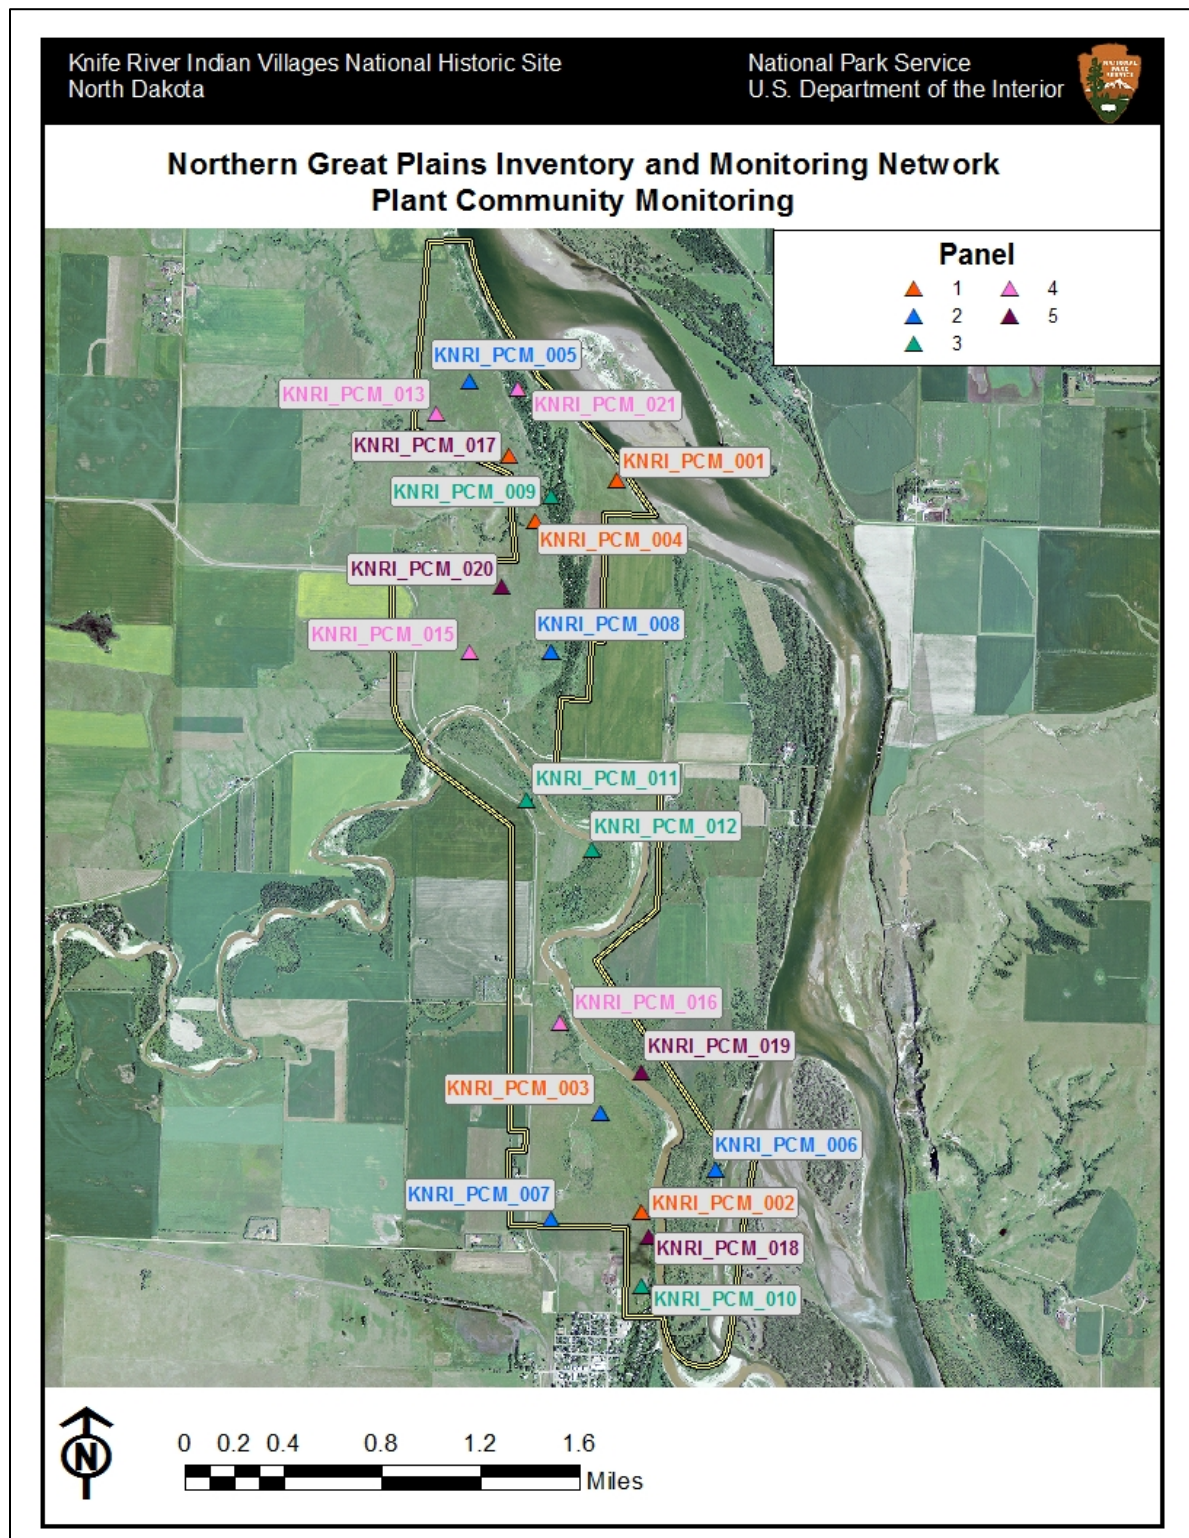 Knife River Indian Villages National Historic Site
North Dakota
National Park Service
U.S. Department of the Interior
NATIONAL
PARK
SERVICE
Northern Great Plains Inventory and Monitoring Network
Plant Community Monitoring
Panel
1 4
2 5
3
KNRI_PCM_005
KNRI_PCM_013
KNRI_PCM_021
KNRI_PCM_017
KNRI_PCM_001
KNRI_PCM_009
KNRI_PCM_004
KNRI_PCM_020
KNRI_PCM_008
KNRI_PCM_015
KNRI_PCM_011
KNRI_PCM_012
KNRI_PCM_016
KNRI_PCM_019
KNRI_PCM_003
KNRI_PCM_006
KNRI_PCM_007
KNRI_PCM_002
KNRI_PCM_018
KNRI_PCM_010
N
0 0.2 0.4 0.8 1.2 1.6
Miles